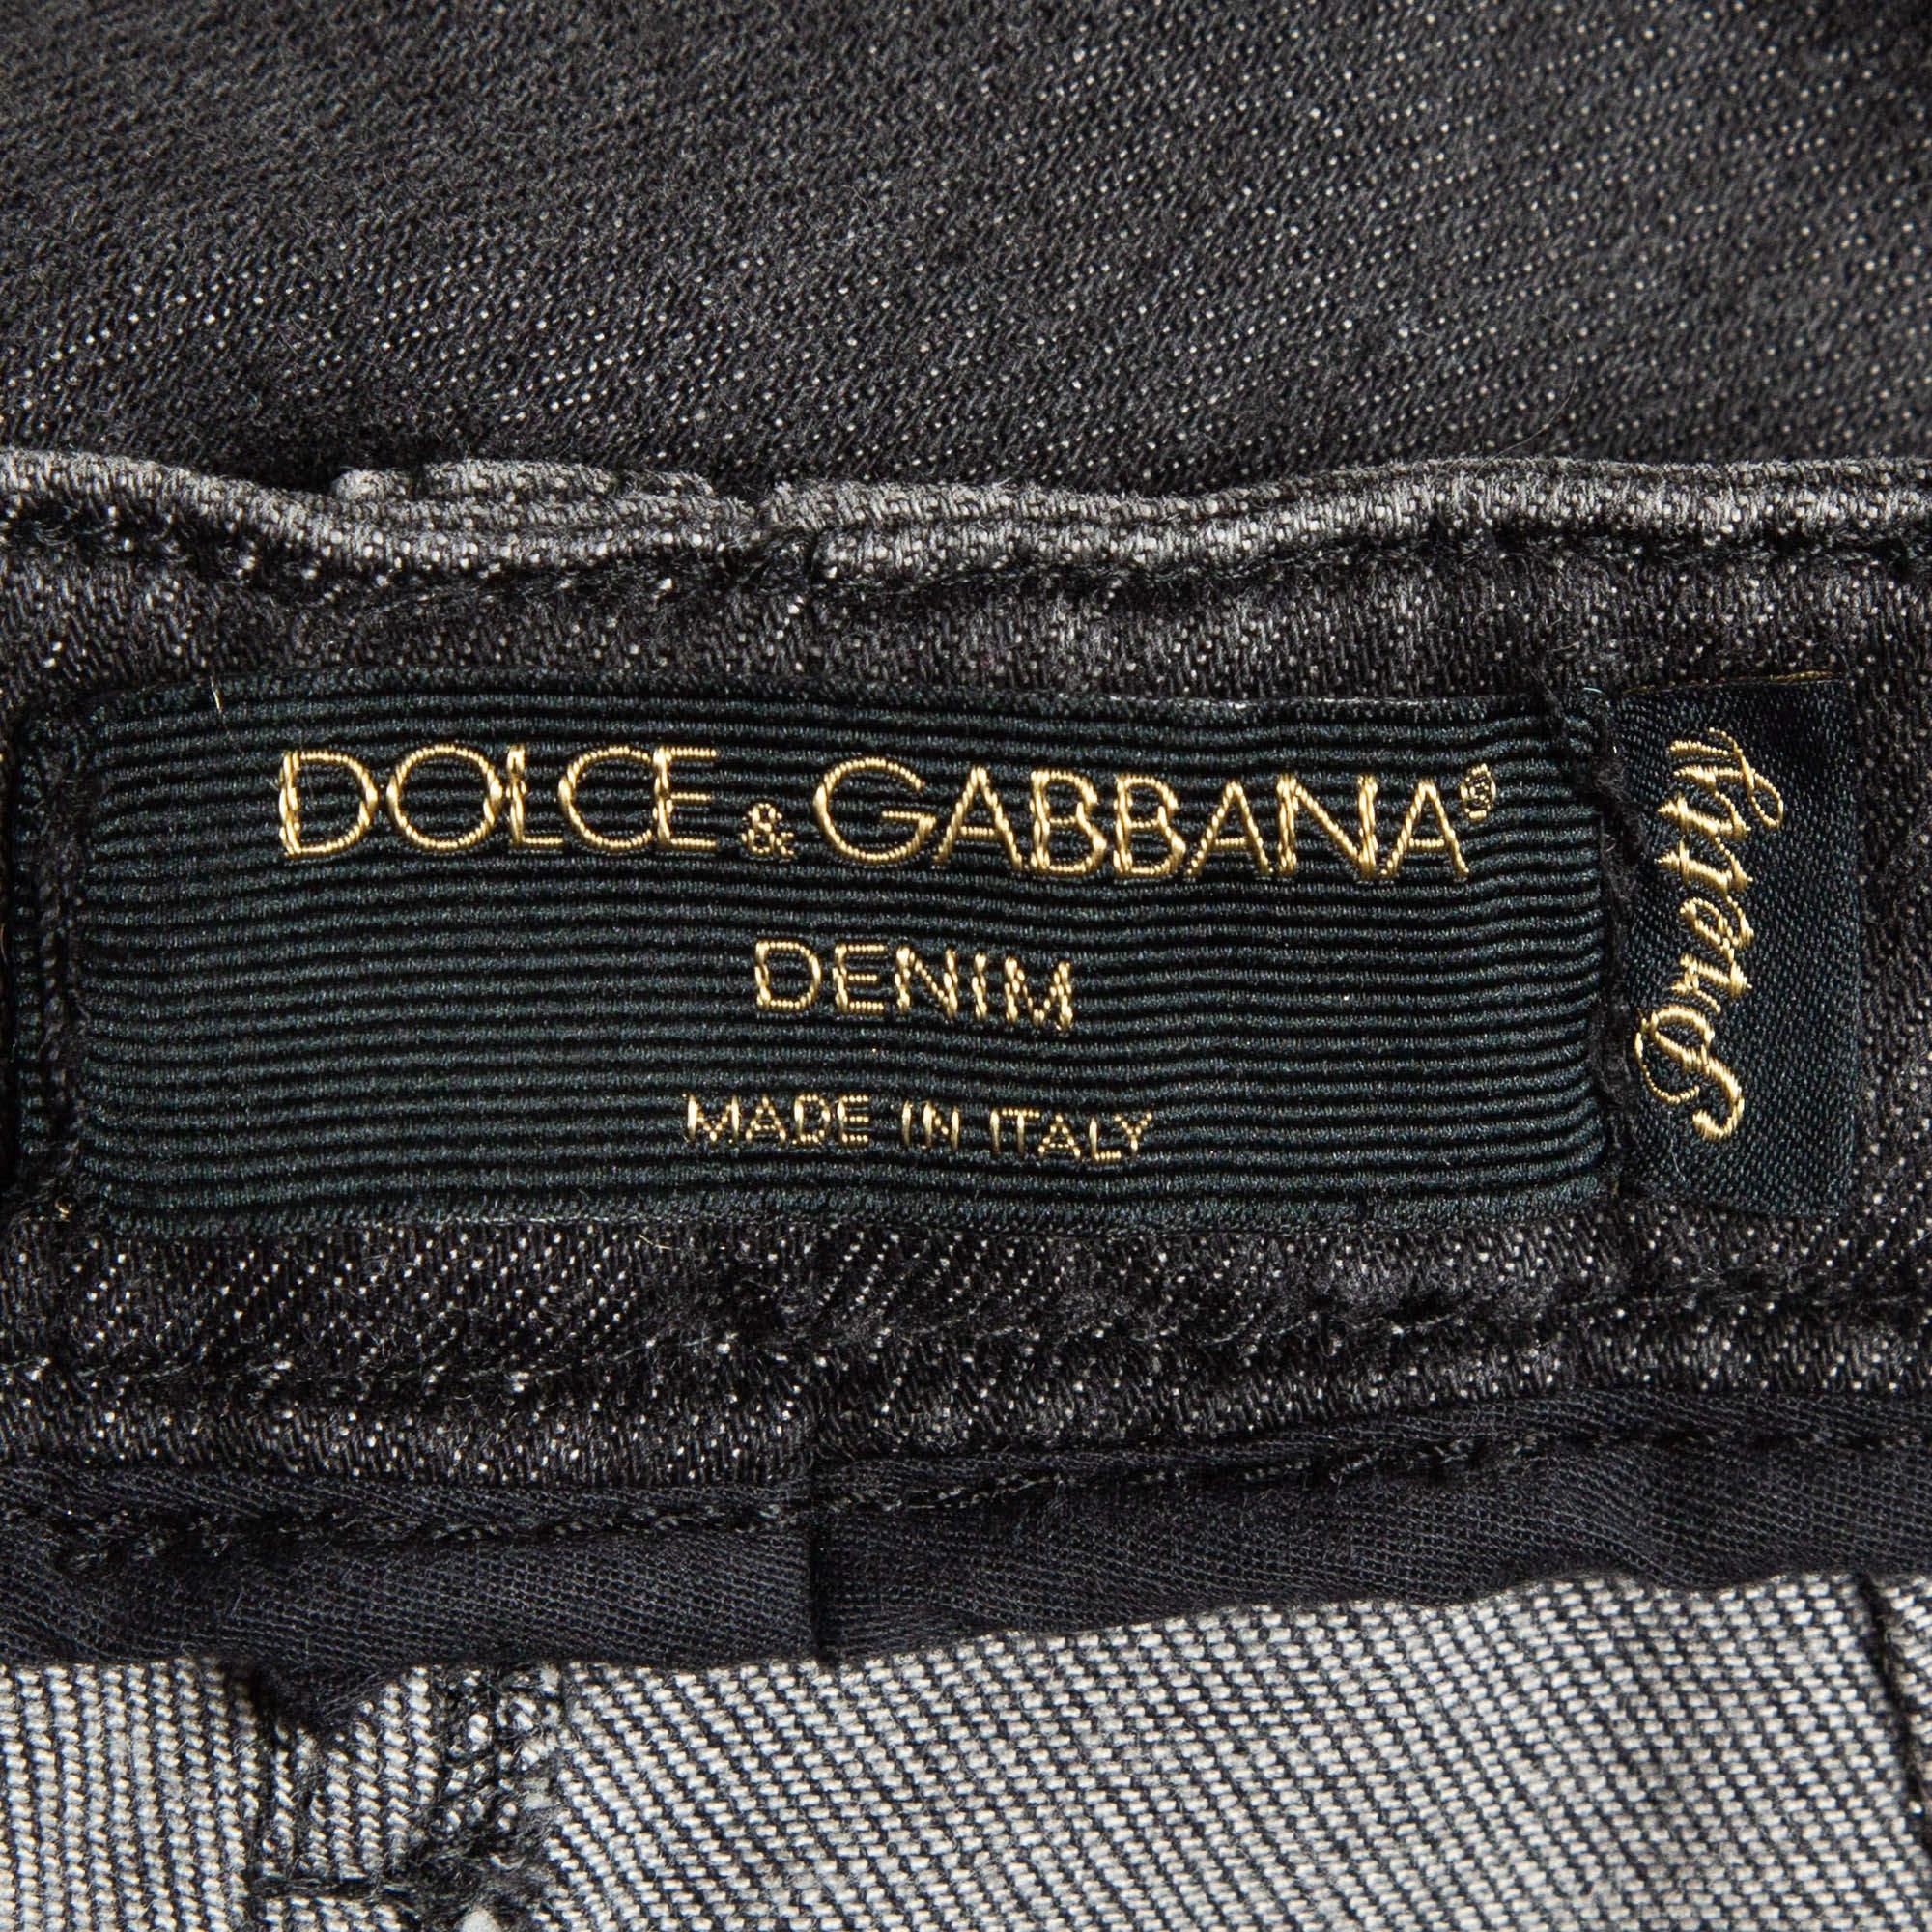 DOLCE & GABBANA®
DENIM
MADE IN ITALY
Pretty